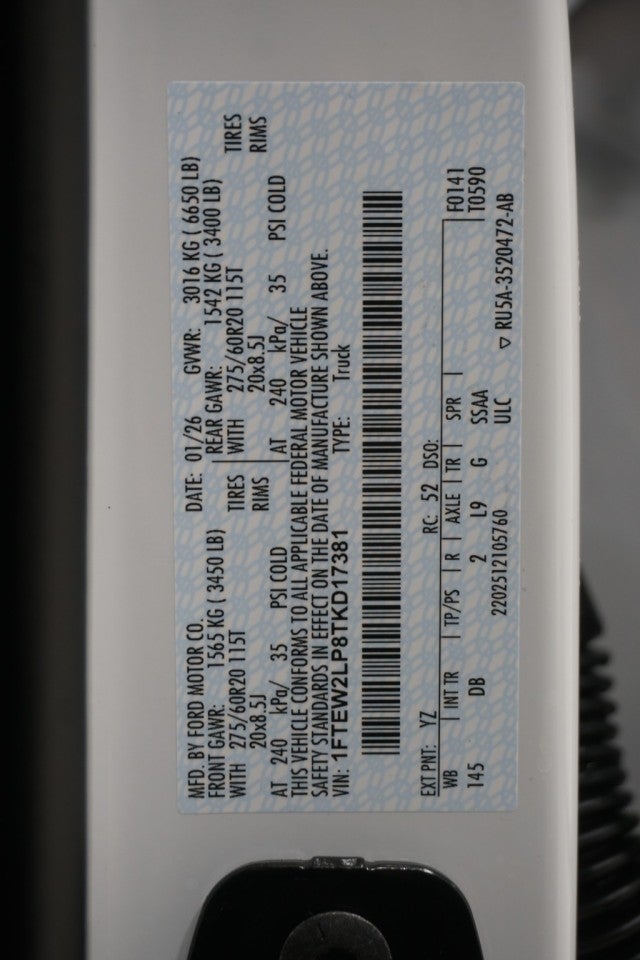 MFD. BY FORD MOTOR CO. DATE: 01/26 GVWR: 3016 KG ( 6650 LB)
FRONT GAWR: 1565 KG ( 3450 LB) REAR GAWR: 1542 KG ( 3400 LB)
WITH 275/60R20 115T TIRES WITH 275/60R20 115T TIRES
20x8.5J RIMS 20x8.5J RIMS
AT 240 kPa/ 35 PSI COLD AT 240 kPa/ 35 PSI COLD
THIS VEHICLE CONFORMS TO ALL APPLICABLE FEDERAL MOTOR VEHICLE
SAFETY STANDARDS IN EFFECT ON THE DATE OF MANUFACTURE SHOWN ABOVE.
VIN: 1FTEW2LP8TKD17381 TYPE: Truck
EXT PNT: YZ RC: 52 DSO: F0141
WB | INT TR | TP/PS | R | AXLE | TR | SPR | T0590
145 DB 2 L9 G SSAA
2202512105760 ULC ▽ RU5A-3520472-AB